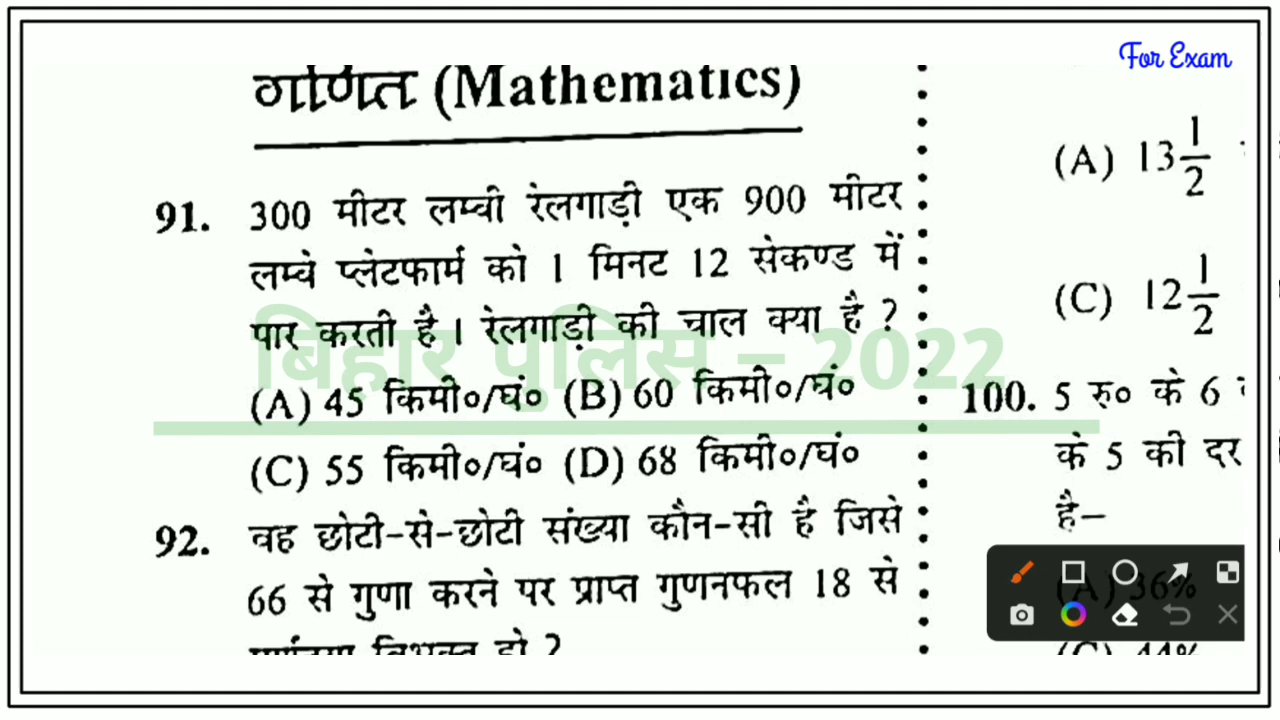 For Exam
गणित (Mathematics)
91. 300 मीटर लम्बी रेलगाड़ी एक 900 मीटर
लम्बे प्लेटफार्म को 1 मिनट 12 सेकण्ड में
पार करती है। रेलगाड़ी की चाल क्या है ?
बिहार पुलिस – 2022
(A) 45 किमी०/घं० (B) 60 किमी०/घं०
(C) 55 किमी०/घं० (D) 68 किमी०/घं०
92. वह छोटी-से-छोटी संख्या कौन-सी है जिसे
66 से गुणा करने पर प्राप्त गुणनफल 18 से
हो ?
(A) 13 1/2
(C) 12 1/2
100. 5 रु० के 6
के 5 की दर
है–
(A) 36%
(C) 44%